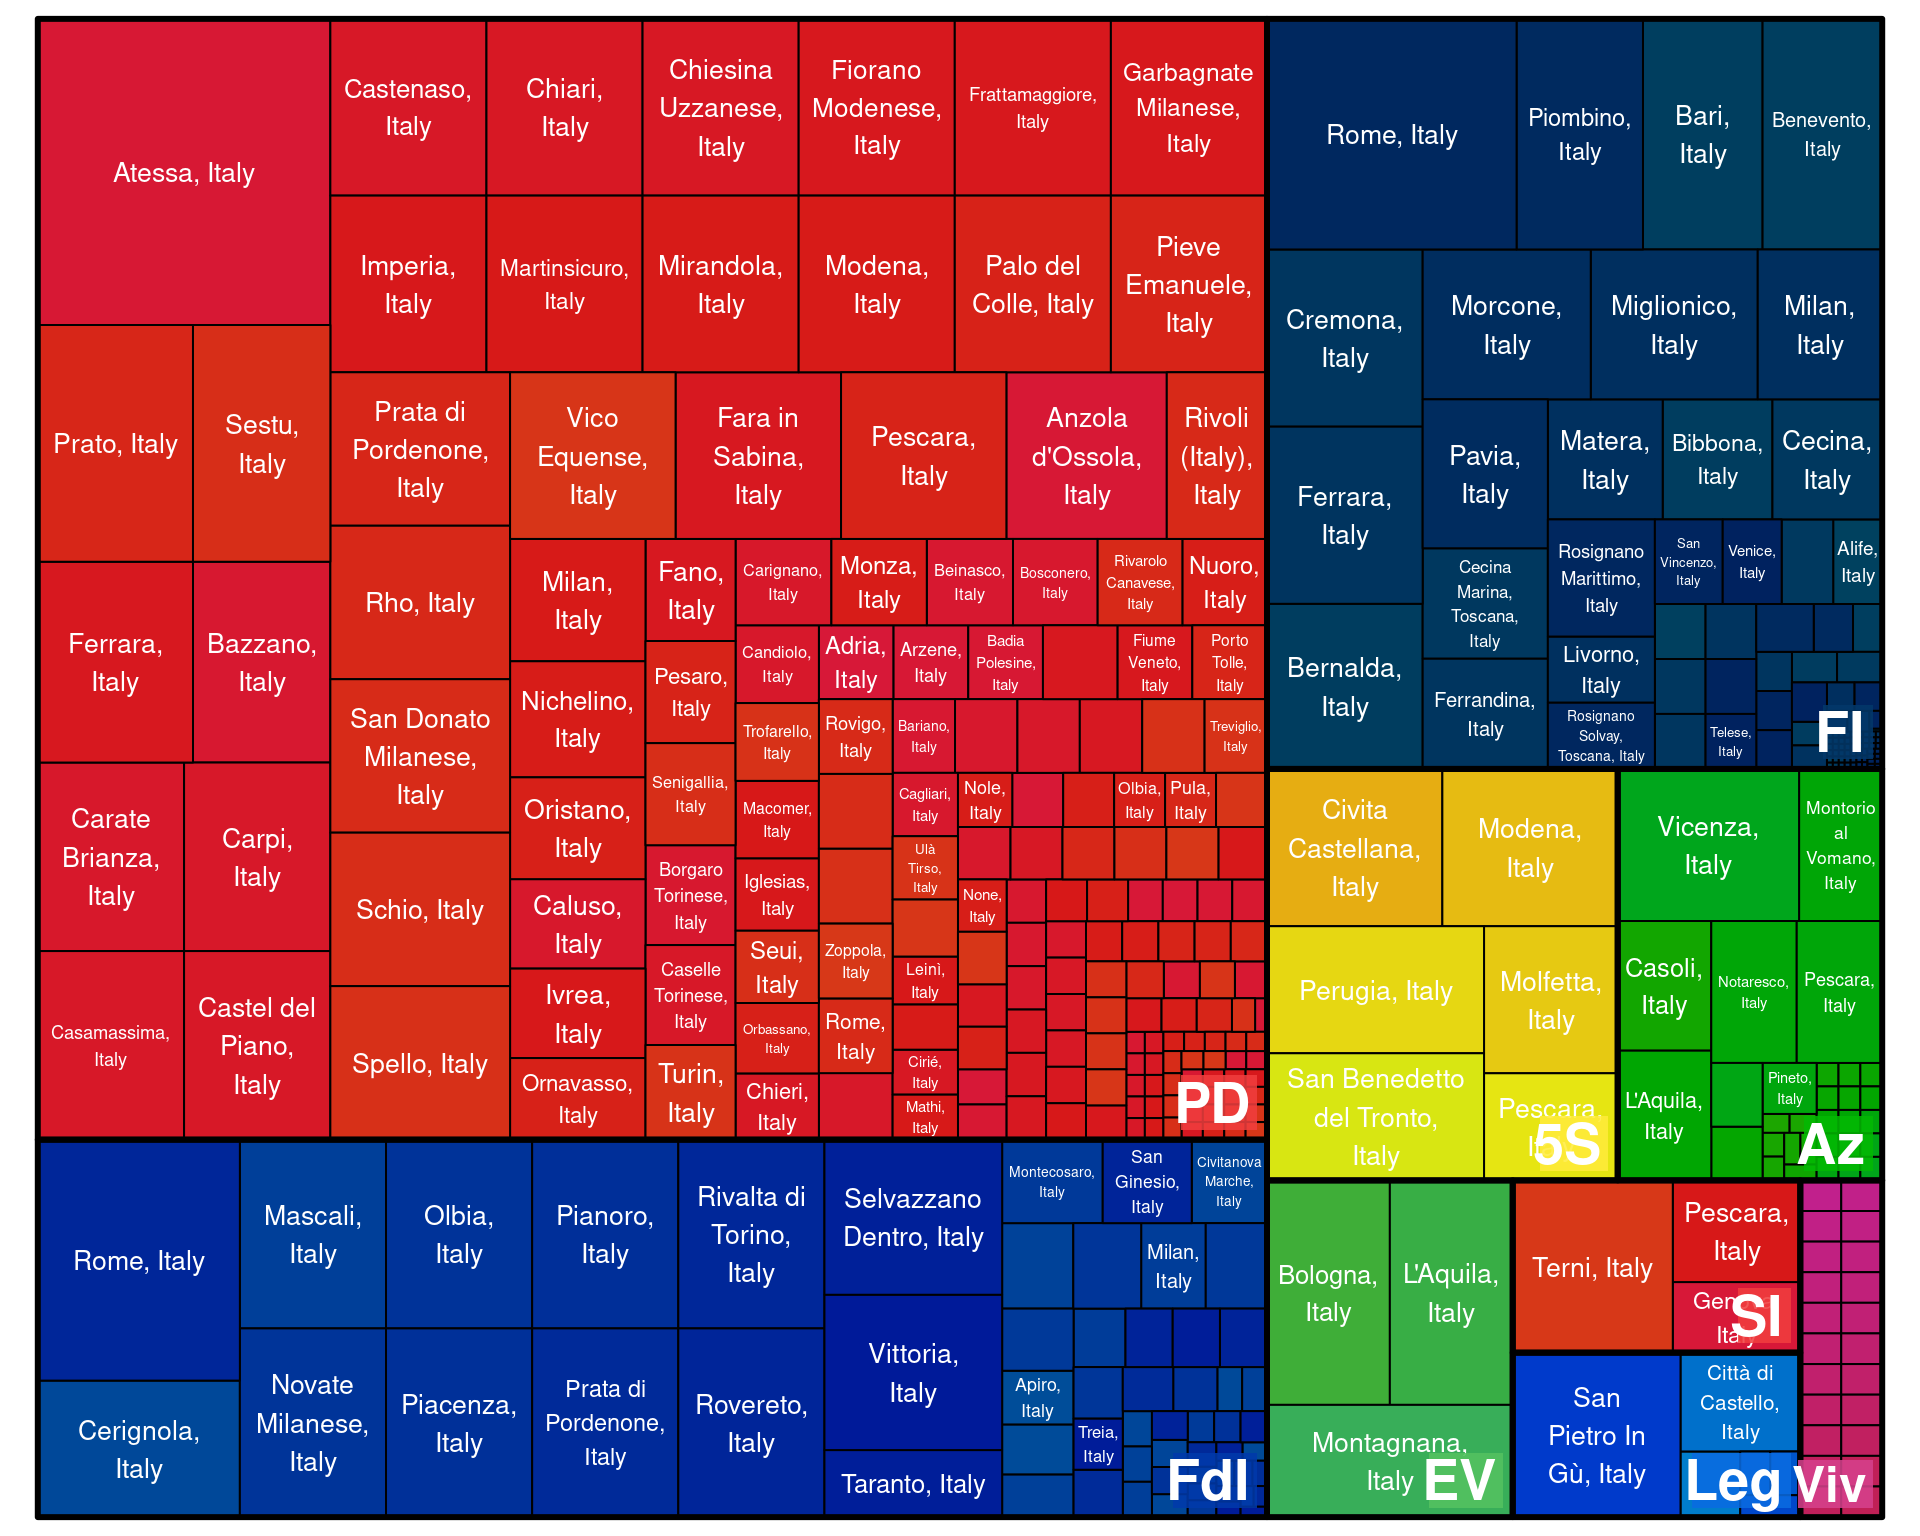 Atessa, Italy
Castenaso,
Italy
Chiari,
Italy
Chiesina
Uzzanese,
Italy
Fiorano
Modenese,
Italy
Frattamaggiore,
Italy
Garbagnate
Milanese,
Italy
Imperia,
Italy
Martinsicuro,
Italy
Mirandola,
Italy
Modena,
Italy
Palo del
Colle, Italy
Pieve
Emanuele,
Italy
Prato, Italy
Sestu,
Italy
Ferrara,
Italy
Bazzano,
Italy
Carate
Brianza,
Italy
Carpi,
Italy
Casamassima,
Italy
Castel del
Piano,
Italy
Prata di
Pordenone,
Italy
Rho, Italy
San Donato
Milanese,
Italy
Schio, Italy
Spello, Italy
Vico
Equense,
Italy
Fara in
Sabina,
Italy
Pescara,
Italy
Anzola
d'Ossola,
Italy
Rivoli
(Italy),
Italy
Milan,
Italy
Nichelino,
Italy
Oristano,
Italy
Caluso,
Italy
Ivrea,
Italy
Ornavasso,
Italy
Fano,
Italy
Pesaro,
Italy
Senigallia,
Italy
Borgaro
Torinese,
Italy
Caselle
Torinese,
Italy
Turin,
Italy
Carignano,
Italy
Monza,
Italy
Beinasco,
Italy
Bosconero,
Italy
Rivarolo
Canavese,
Italy
Nuoro,
Italy
Candiolo,
Italy
Trofarello,
Italy
Macomer,
Italy
Iglesias,
Italy
Seui,
Italy
Orbassano,
Italy
Chieri,
Italy
Adria,
Italy
Arzene,
Italy
Badia
Polesine,
Italy
Fiume
Veneto,
Italy
Porto
Tolle,
Italy
Rovigo,
Italy
Zoppola,
Italy
Rome,
Italy
Bariano,
Italy
Treviglio,
Italy
Cagliari,
Italy
Ulà
Tirso,
Italy
Leinì,
Italy
Cirié,
Italy
Mathi,
Italy
Nole,
Italy
Olbia,
Italy
Pula,
Italy
None,
Italy
PD
Rome, Italy
Piombino,
Italy
Bari,
Italy
Benevento,
Italy
Cremona,
Italy
Ferrara,
Italy
Bernalda,
Italy
Morcone,
Italy
Miglionico,
Italy
Milan,
Italy
Pavia,
Italy
Matera,
Italy
Bibbona,
Italy
Cecina,
Italy
Cecina
Marina,
Toscana,
Italy
Ferrandina,
Italy
Rosignano
Marittimo,
Italy
Livorno,
Italy
Rosignano
Solvay,
Toscana, Italy
San
Vincenzo,
Italy
Venice,
Italy
Alife,
Italy
Telese,
Italy
FI
Civita
Castellana,
Italy
Modena,
Italy
Perugia, Italy
Molfetta,
Italy
San Benedetto
del Tronto,
Italy
Pescara,
5S
Vicenza,
Italy
Montorio
al
Vomano,
Italy
Casoli,
Italy
Notaresco,
Italy
Pescara,
Italy
L'Aquila,
Italy
Pineto,
Italy
Az
Rome, Italy
Cerignola,
Italy
Mascali,
Italy
Olbia,
Italy
Pianoro,
Italy
Rivalta di
Torino,
Italy
Novate
Milanese,
Italy
Piacenza,
Italy
Prata di
Pordenone,
Italy
Rovereto,
Italy
Selvazzano
Dentro, Italy
Vittoria,
Italy
Taranto, Italy
Montecosaro,
Italy
San
Ginesio,
Italy
Civitanova
Marche,
Italy
Milan,
Italy
Apiro,
Italy
Treia,
Italy
FdI
Bologna,
Italy
L'Aquila,
Italy
Montagnana,
Italy
EV
Terni, Italy
Pescara,
Italy
SI
San
Pietro In
Gù, Italy
Città di
Castello,
Italy
Leg
Viv